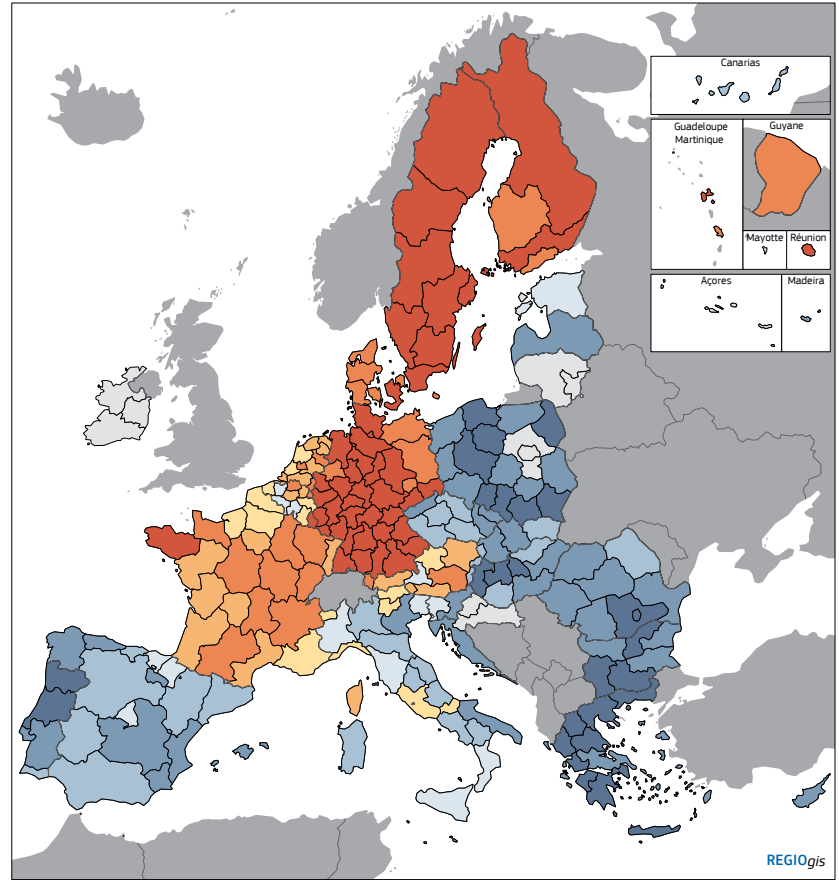 Canarias
Guadeloupe
Martinique
Guyane
Mayotte
Réunion
Açores
Madeira
REGIOgis